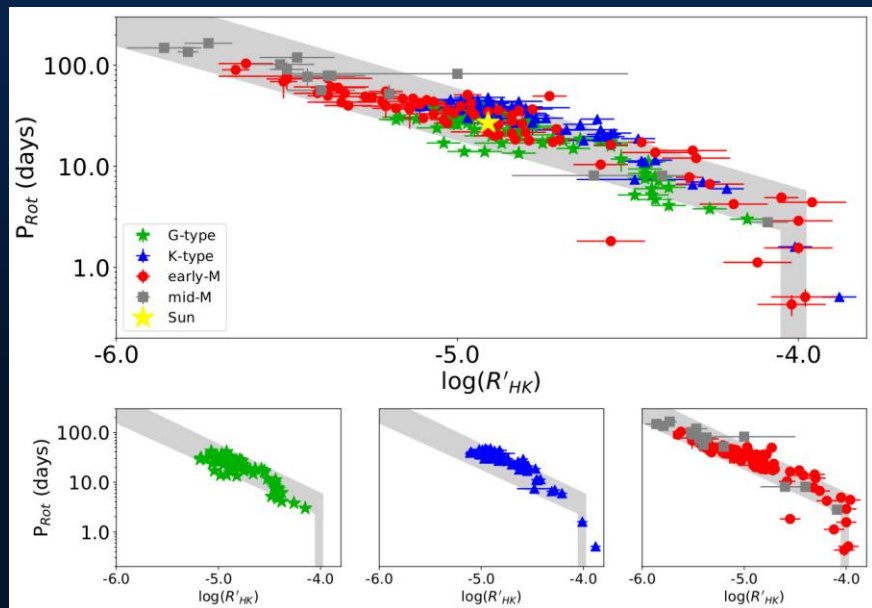 100.0
10.0
1.0
P_Rot (days)
G-type
K-type
early-M
mid-M
Sun
-6.0 -5.0 -4.0
log(R'_HK)
100.0
10.0
1.0
P_Rot (days)
-6.0 -5.0 -4.0
log(R'_HK)
-6.0 -5.0 -4.0
log(R'_HK)
-6.0 -5.0 -4.0
log(R'_HK)